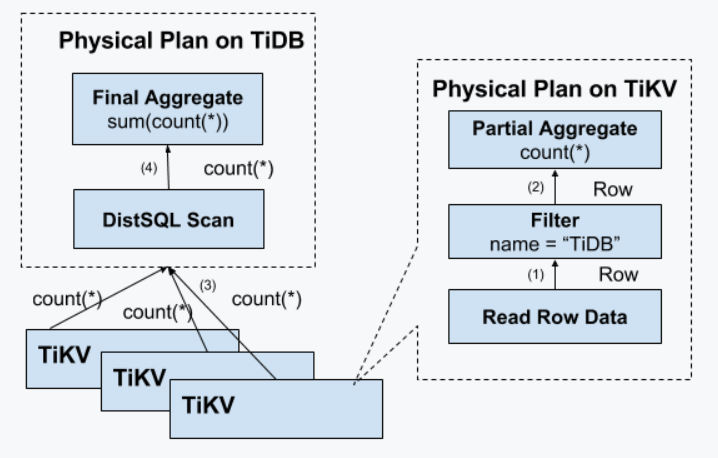 Physical Plan on TiDB
Final Aggregate
sum(count(*))
(4)
count(*)
DistSQL Scan
(3)
count(*)
count(*)
count(*)
TiKV
TiKV
TiKV
Physical Plan on TiKV
Partial Aggregate
count(*)
(2)
Row
Filter
name = “TiDB”
(1)
Row
Read Row Data